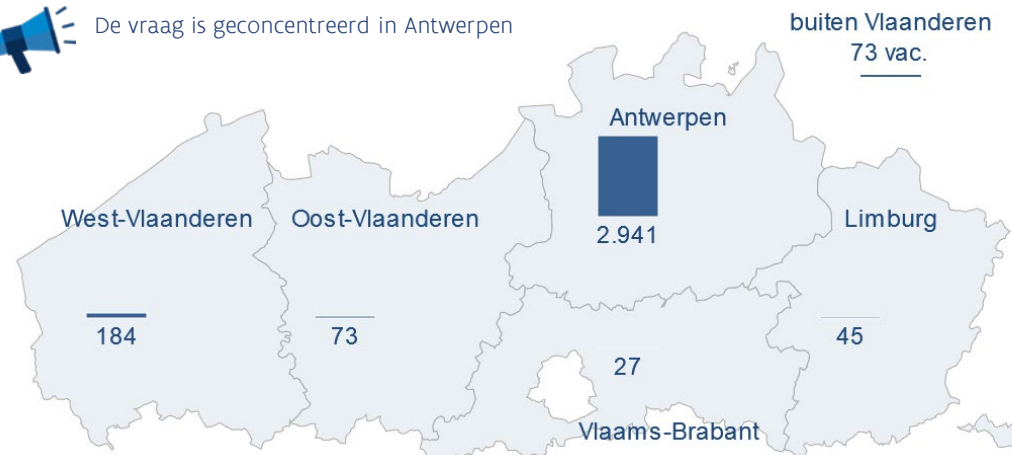 De vraag is geconcentreerd in Antwerpen
buiten Vlaanderen
73 vac.
Antwerpen
2.941
West-Vlaanderen
184
Oost-Vlaanderen
73
Limburg
45
27
Vlaams-Brabant